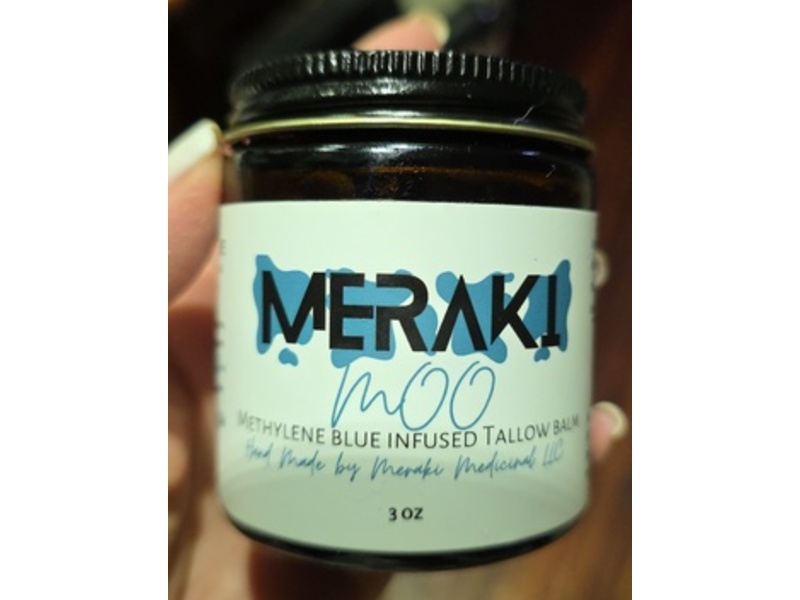 MERAKI
MOO
METHYLENE BLUE INFUSED TALLOW BALM
Hand Made by Meraki Medicinal LLC
3 OZ